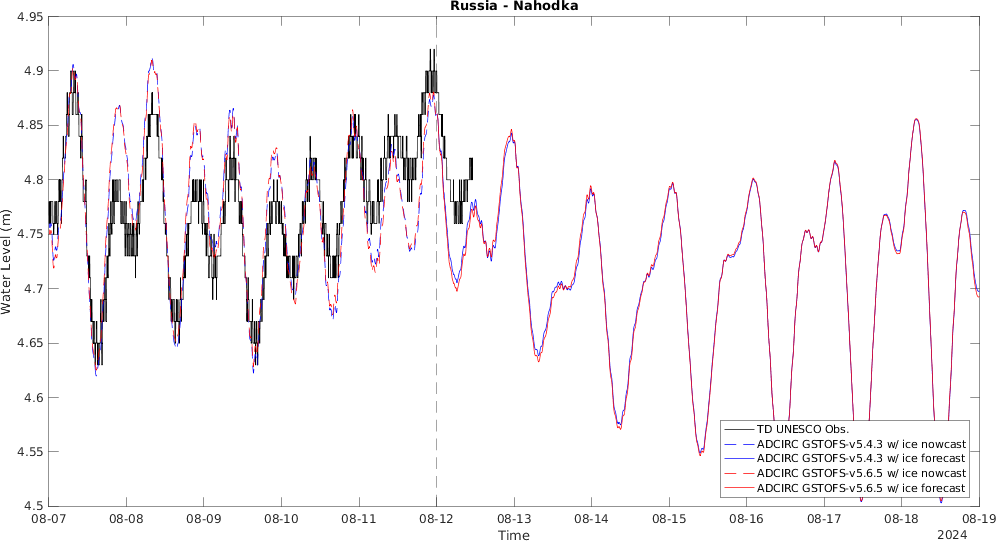 Russia - Nahodka
4.95
4.9
4.85
4.8
4.75
4.7
4.65
4.6
4.55
4.5
Water Level (m)
08-07 08-08 08-09 08-10 08-11 08-12 08-13 08-14 08-15 08-16 08-17 08-18 08-19
Time
2024
TD UNESCO Obs.
ADCIRC GSTOFS-v5.4.3 w/ ice nowcast
ADCIRC GSTOFS-v5.4.3 w/ ice forecast
ADCIRC GSTOFS-v5.6.5 w/ ice nowcast
ADCIRC GSTOFS-v5.6.5 w/ ice forecast